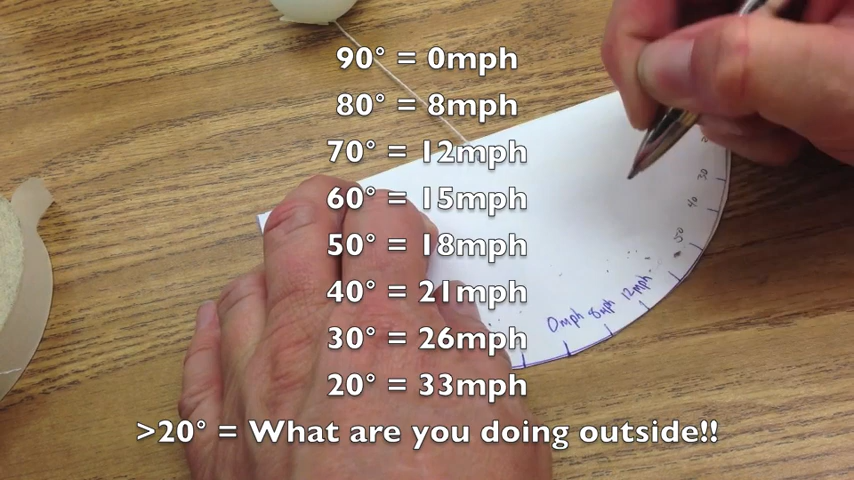 90° = 0mph
80° = 8mph
70° = 12mph
60° = 15mph
50° = 18mph
40° = 21mph
30° = 26mph
20° = 33mph
>20° = What are you doing outside!!
30
40
50
12mph
8mph
0mph